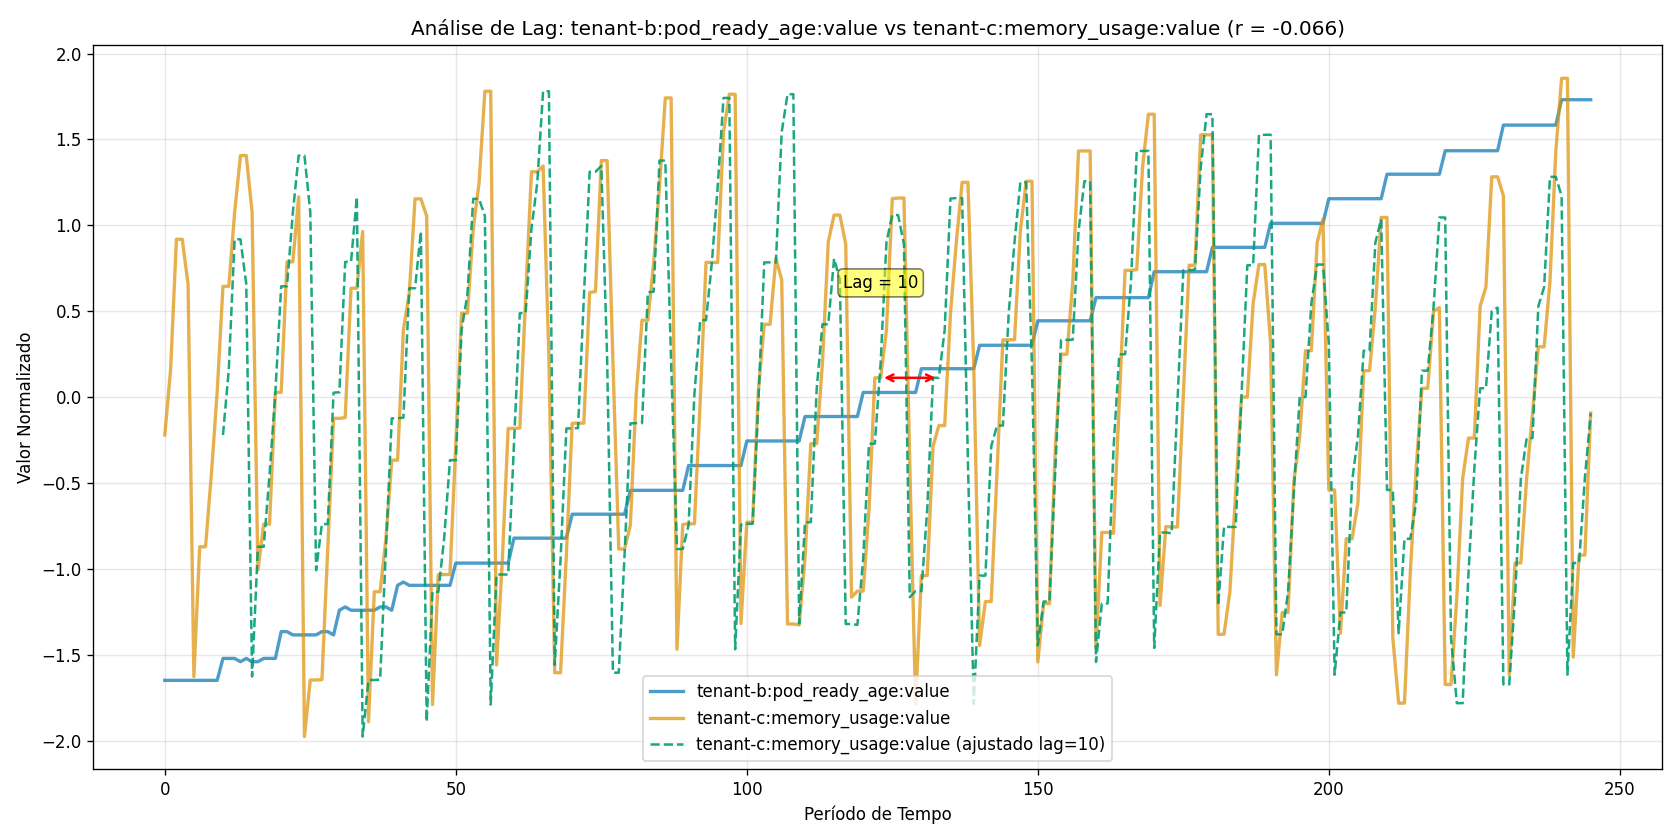 Análise de Lag: tenant-b:pod_ready_age:value vs tenant-c:memory_usage:value (r = -0.066)
2.0
1.5
1.0
0.5
0.0
−0.5
−1.0
−1.5
−2.0
Valor Normalizado
Lag = 10
tenant-b:pod_ready_age:value
tenant-c:memory_usage:value
tenant-c:memory_usage:value (ajustado lag=10)
0 50 100 150 200 250
Período de Tempo